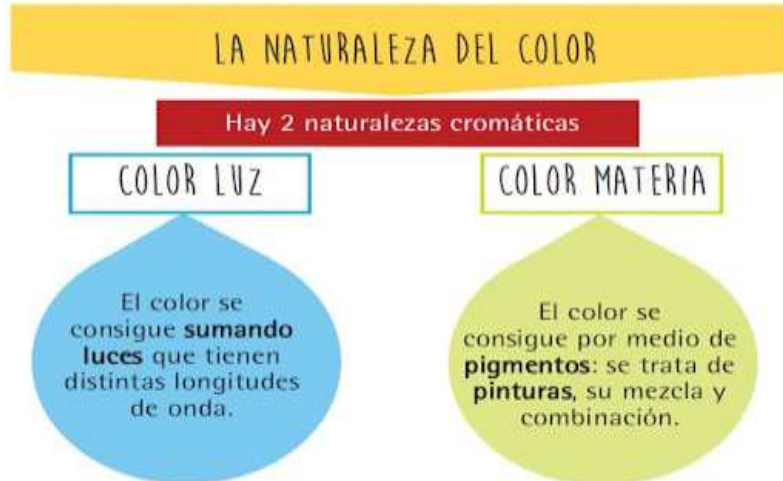 LA NATURALEZA DEL COLOR
Hay 2 naturalezas cromáticas
COLOR LUZ
El color se
consigue sumando
luces que tienen
distintas longitudes
de onda.
COLOR MATERIA
El color se
consigue por medio de
pigmentos: se trata de
pinturas, su mezcla y
combinación.